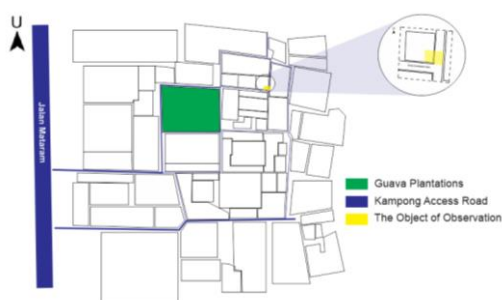 U
Jalan Mataram
Guava Plantations
Kampong Access Road
The Object of Observation